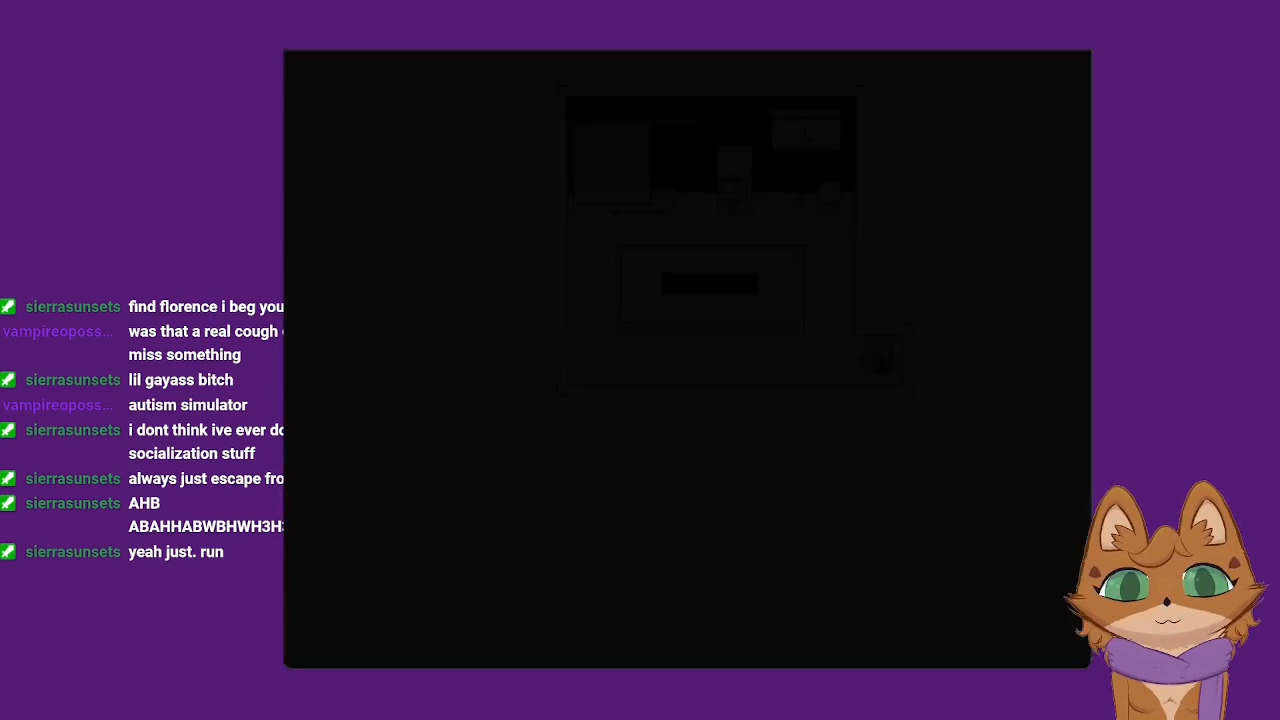 sierrasunsets find florence i beg you
vampireoposs... was that a real cough
miss something
sierrasunsets lil gayass bitch
vampireoposs... autism simulator
sierrasunsets i dont think ive ever do
socialization stuff
sierrasunsets always just escape fro
sierrasunsets AHB
ABAHHABWBHWH3H
sierrasunsets yeah just. run